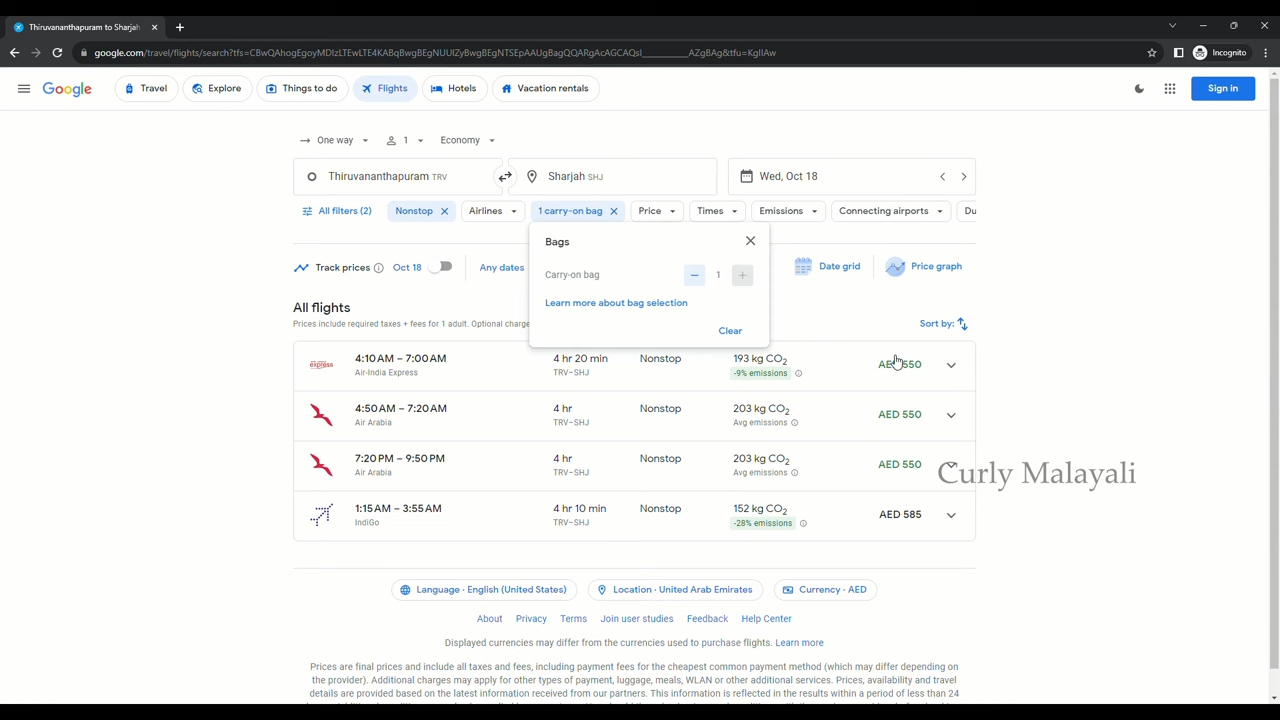 Thiruvananthapuram to Sharjah
google.com/travel/flights/search?tfs=CBwQAhogEgoyMDIzLTEwLTE4KABqBwgBEgNUUlZyBwgBEgNTSEpAAUgBagQQARgAcAGCAQsI___________AZgBAg&tfu=KgIIAw
Incognito
Google
Travel
Explore
Things to do
Flights
Hotels
Vacation rentals
Sign in
One way
1
Economy
Thiruvananthapuram TRV
Sharjah SHJ
Wed, Oct 18
All filters (2)
Nonstop
Airlines
1 carry-on bag
Price
Times
Emissions
Connecting airports
Du
Bags
Carry-on bag
1
Learn more about bag selection
Clear
Track prices
Oct 18
Any dates
Date grid
Price graph
All flights
Prices include required taxes + fees for 1 adult. Optional charge
Sort by:
express
4:10 AM – 7:00 AM
4 hr 20 min
Nonstop
193 kg CO2
AED 550
Air-India Express
TRV–SHJ
-9% emissions
4:50 AM – 7:20 AM
4 hr
Nonstop
203 kg CO2
AED 550
Air Arabia
TRV–SHJ
Avg emissions
7:20 PM – 9:50 PM
4 hr
Nonstop
203 kg CO2
AED 550
Air Arabia
TRV–SHJ
Avg emissions
Curly Malayali
1:15 AM – 3:55 AM
4 hr 10 min
Nonstop
152 kg CO2
AED 585
IndiGo
TRV–SHJ
-28% emissions
Language · English (United States)
Location · United Arab Emirates
Currency · AED
About
Privacy
Terms
Join user studies
Feedback
Help Center
Displayed currencies may differ from the currencies used to purchase flights. Learn more
Prices are final prices and include all taxes and fees, including payment fees for the cheapest common payment method (which may differ depending on
the provider). Additional charges may apply for other types of payment, luggage, meals, WLAN or other additional services. Prices, availability and travel
details are provided based on the latest information received from our partners. This information is reflected in the results within a period of less than 24